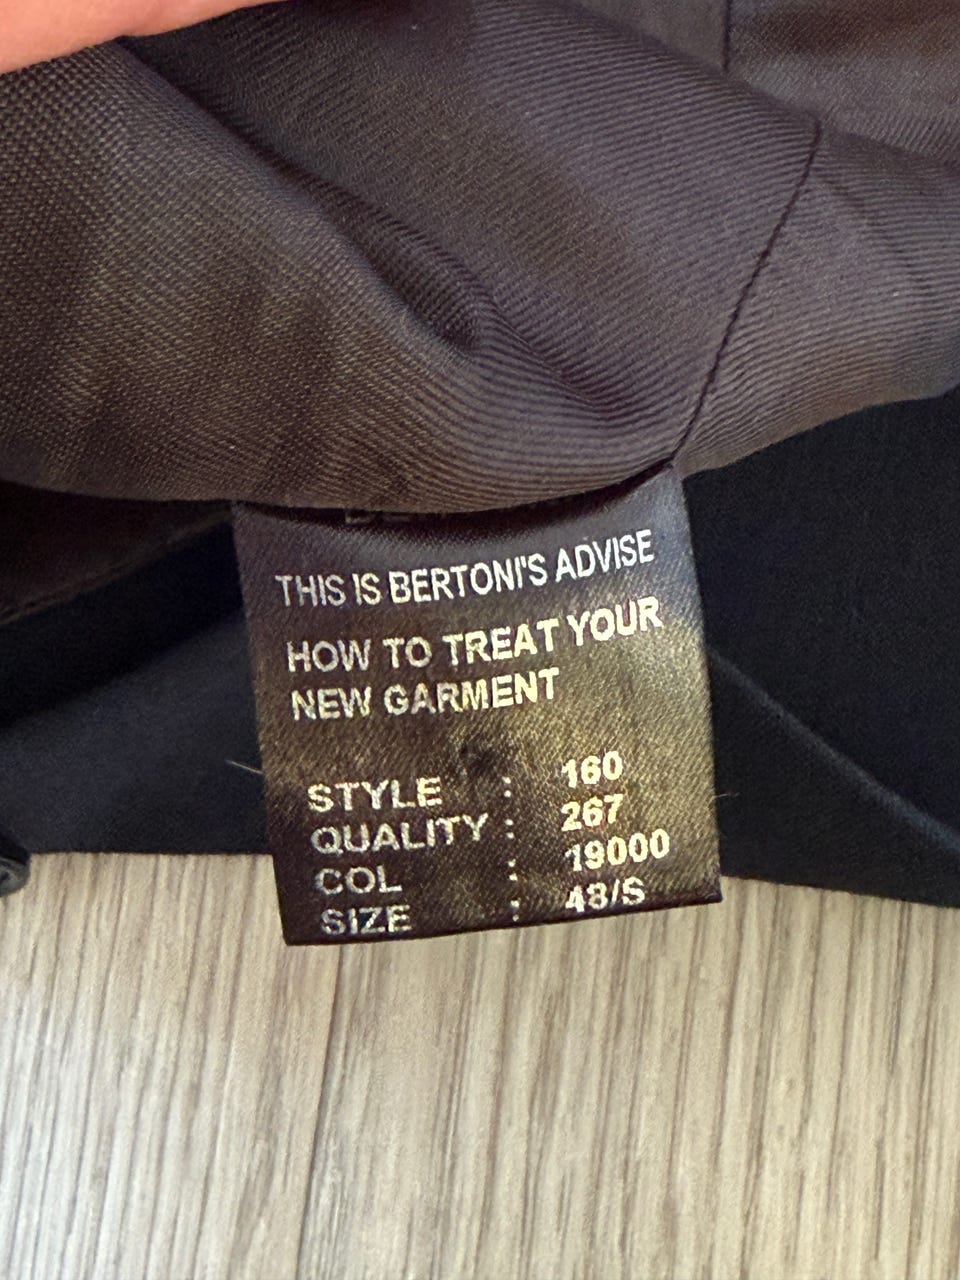 THIS IS BERTONI'S ADVISE
HOW TO TREAT YOUR
NEW GARMENT
STYLE : 160
QUALITY : 267
COL : 19000
SIZE : 48/S